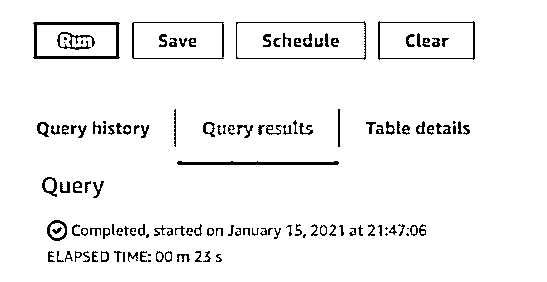 Run Save Schedule Clear
Query history Query results Table details
Query
Completed, started on January 15, 2021 at 21:47:06
ELAPSED TIME: 00 m 23 s